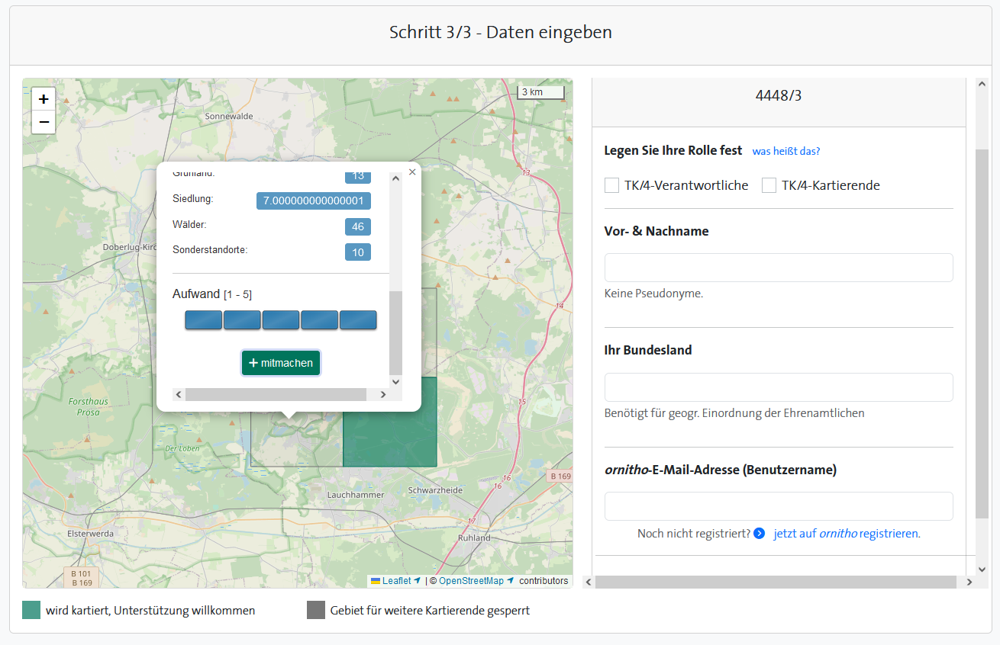 Schritt 3/3 - Daten eingeben
+
−
3 km
Sonnewalde
13
Doberlug-Kirc
14
Forsthaus
Prosa
15
Der Loben
16
16
B 169
Lauchhammer
Schwarzheide
17
Elsterwerda
Ruhland
B 101
B 169
Leaflet | © OpenStreetMap contributors
×
Grünland: 13
Siedlung: 7.000000000000001
Wälder: 46
Sonderstandorte: 10
Aufwand [1 - 5]
+ mitmachen
4448/3
Legen Sie Ihre Rolle fest was heißt das?
TK/4-Verantwortliche TK/4-Kartierende
Vor- & Nachname
Keine Pseudonyme.
Ihr Bundesland
Benötigt für geogr. Einordnung der Ehrenamtlichen
ornitho-E-Mail-Adresse (Benutzername)
Noch nicht registriert? jetzt auf ornitho registrieren.
wird kartiert, Unterstützung willkommen
Gebiet für weitere Kartierende gesperrt